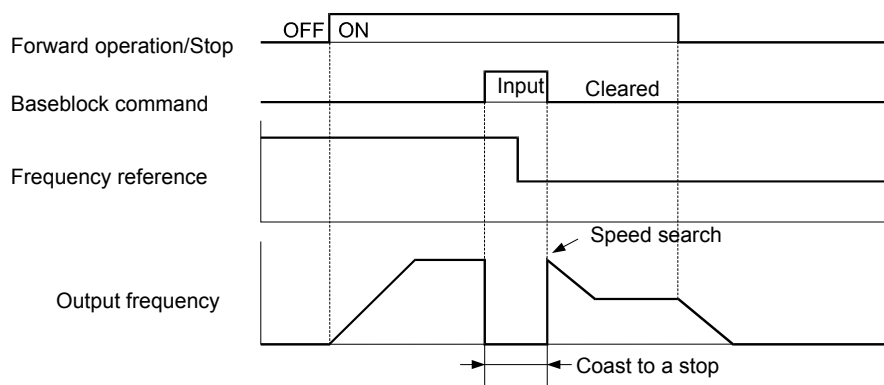 OFF ON
Forward operation/Stop
Input Cleared
Baseblock command
Frequency reference
Speed search
Output frequency
Coast to a stop